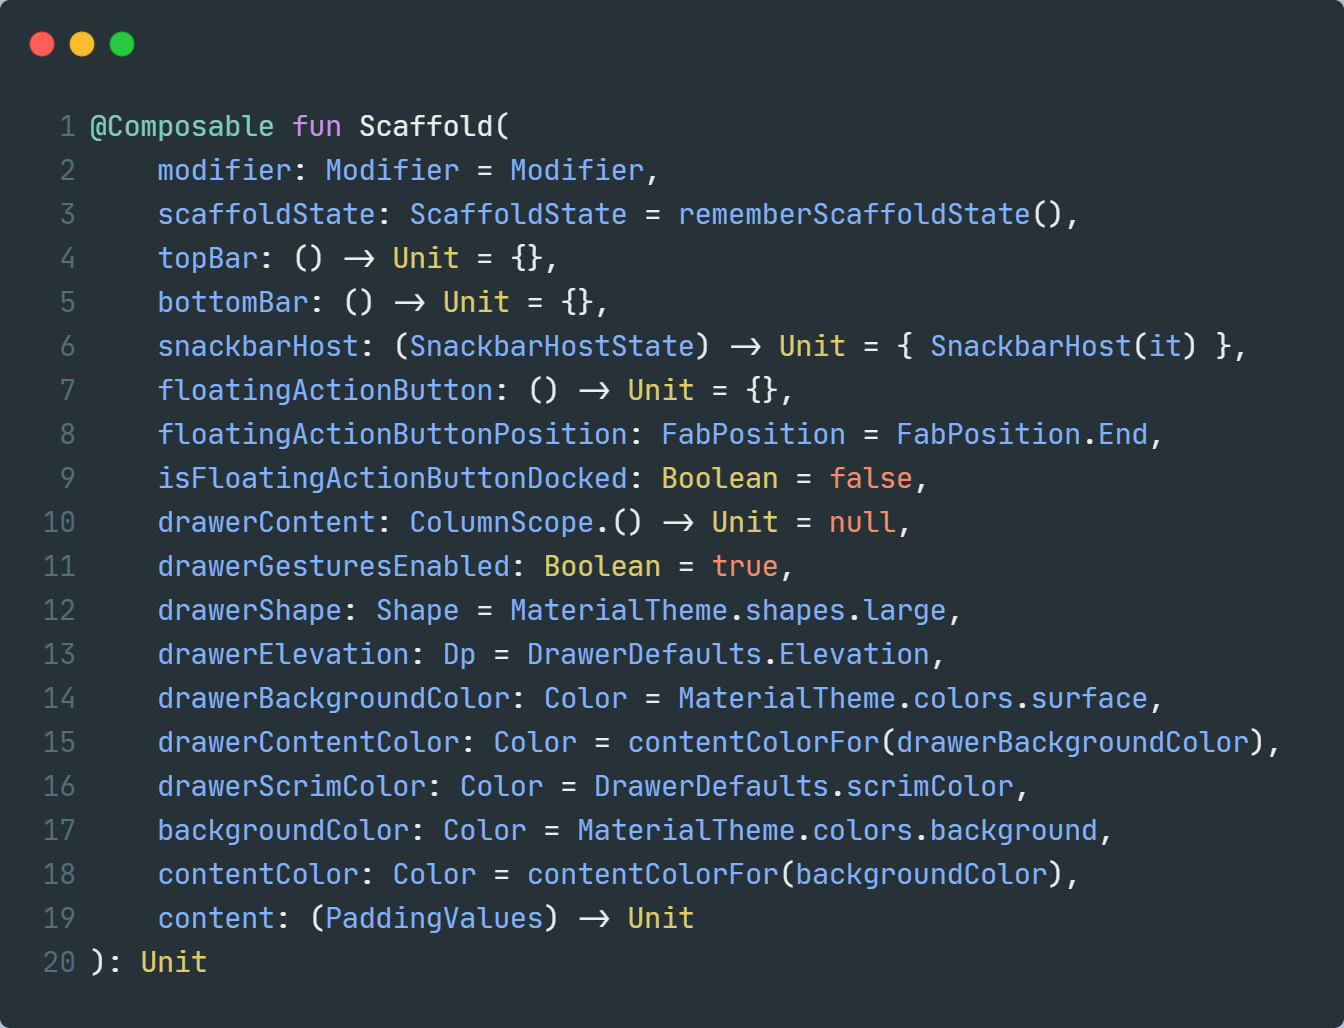 1 @Composable fun Scaffold(
2     modifier: Modifier = Modifier,
3     scaffoldState: ScaffoldState = rememberScaffoldState(),
4     topBar: () -> Unit = {},
5     bottomBar: () -> Unit = {},
6     snackbarHost: (SnackbarHostState) -> Unit = { SnackbarHost(it) },
7     floatingActionButton: () -> Unit = {},
8     floatingActionButtonPosition: FabPosition = FabPosition.End,
9     isFloatingActionButtonDocked: Boolean = false,
10     drawerContent: ColumnScope.() -> Unit = null,
11     drawerGesturesEnabled: Boolean = true,
12     drawerShape: Shape = MaterialTheme.shapes.large,
13     drawerElevation: Dp = DrawerDefaults.Elevation,
14     drawerBackgroundColor: Color = MaterialTheme.colors.surface,
15     drawerContentColor: Color = contentColorFor(drawerBackgroundColor),
16     drawerScrimColor: Color = DrawerDefaults.scrimColor,
17     backgroundColor: Color = MaterialTheme.colors.background,
18     contentColor: Color = contentColorFor(backgroundColor),
19     content: (PaddingValues) -> Unit
20 ): Unit